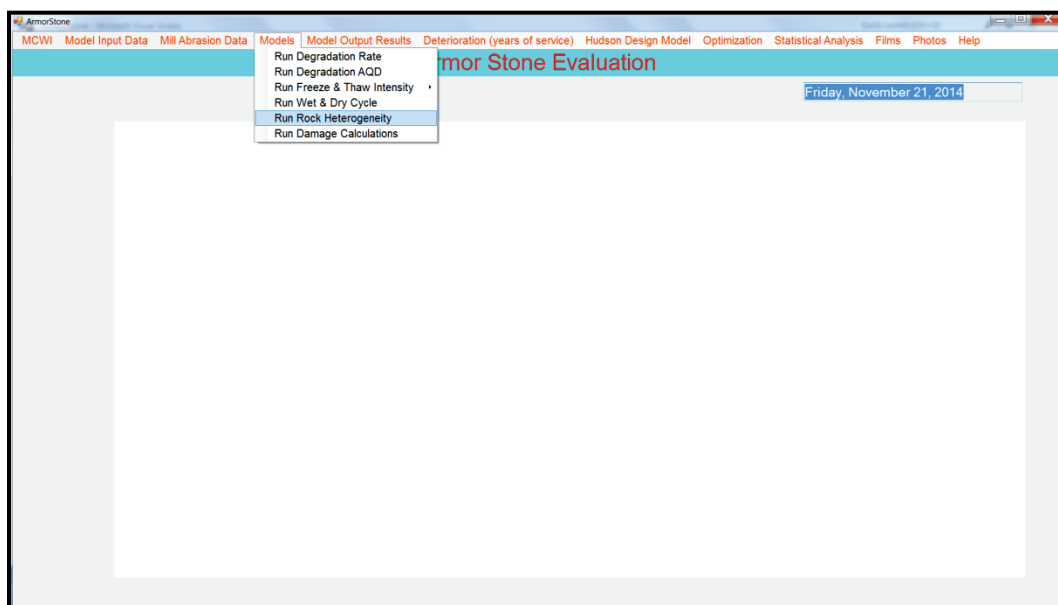 ArmorStone
MCWI Model Input Data Mill Abrasion Data Models Model Output Results Deterioration (years of service) Hudson Design Model Optimization Statistical Analysis Films Photos Help
rmor Stone Evaluation
Run Degradation Rate
Run Degradation AQD
Run Freeze & Thaw Intensity
Run Wet & Dry Cycle
Run Rock Heterogeneity
Run Damage Calculations
Friday, November 21, 2014